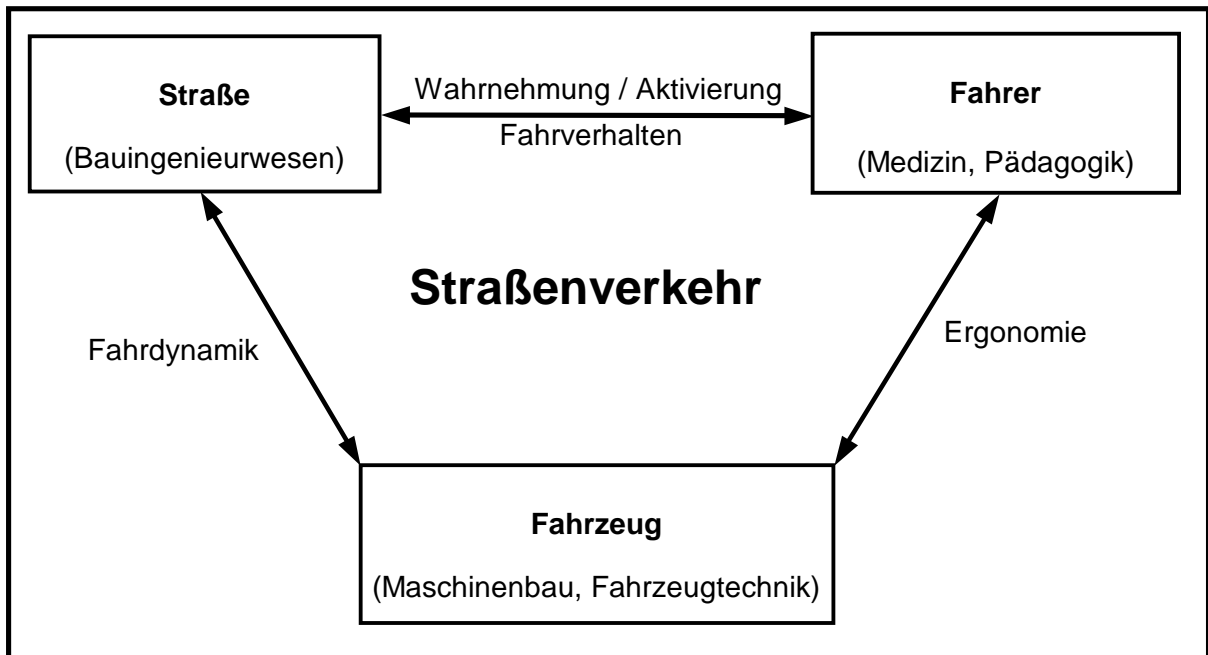 Straße
(Bauingenieurwesen)
Wahrnehmung / Aktivierung
Fahrverhalten
Fahrer
(Medizin, Pädagogik)
Straßenverkehr
Fahrdynamik
Ergonomie
Fahrzeug
(Maschinenbau, Fahrzeugtechnik)